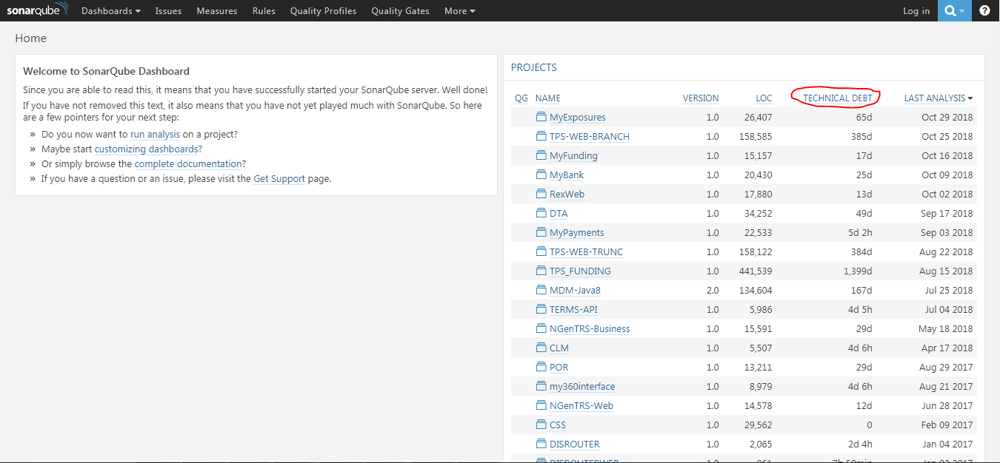 sonarqube Dashboards Issues Measures Rules Quality Profiles Quality Gates More Log in ?
Home
Welcome to SonarQube Dashboard
Since you are able to read this, it means that you have successfully started your SonarQube server. Well done!
If you have not removed this text, it also means that you have not yet played much with SonarQube. So here
are a few pointers for your next step:
» Do you now want to run analysis on a project?
» Maybe start customizing dashboards?
» Or simply browse the complete documentation?
» If you have a question or an issue, please visit the Get Support page.
PROJECTS
QG NAME VERSION LOC TECHNICAL DEBT LAST ANALYSIS
MyExposures 1.0 26,407 65d Oct 29 2018
TPS-WEB-BRANCH 1.0 158,585 385d Oct 25 2018
MyFunding 1.0 15,157 17d Oct 16 2018
MyBank 1.0 20,430 25d Oct 09 2018
RexWeb 1.0 17,880 13d Oct 02 2018
DTA 1.0 34,252 49d Sep 17 2018
MyPayments 1.0 22,533 5d 2h Sep 03 2018
TPS-WEB-TRUNC 1.0 158,122 384d Aug 22 2018
TPS_FUNDING 1.0 441,539 1,399d Aug 15 2018
MDM-Java8 2.0 134,604 167d Jul 25 2018
TERMS-API 1.0 5,986 4d 5h Jul 04 2018
NGenTRS-Business 1.0 15,591 29d May 18 2018
CLM 1.0 5,507 4d 6h Apr 17 2018
POR 1.0 13,211 29d Aug 29 2017
my360interface 1.0 8,979 4d 6h Aug 21 2017
NGenTRS-Web 1.0 14,578 12d Jun 28 2017
CSS 1.0 29,562 0 Feb 09 2017
DISROUTER 1.0 2,065 2d 4h Jan 04 2017
DISROUTERWEB 1.0